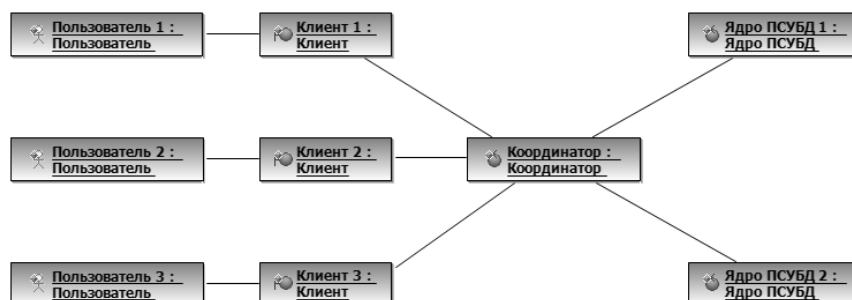 Пользователь 1 :
Пользователь
Клиент 1 :
Клиент
Ядро ПСУБД 1 :
Ядро ПСУБД
Пользователь 2 :
Пользователь
Клиент 2 :
Клиент
Координатор :
Координатор
Пользователь 3 :
Пользователь
Клиент 3 :
Клиент
Ядро ПСУБД 2 :
Ядро ПСУБД